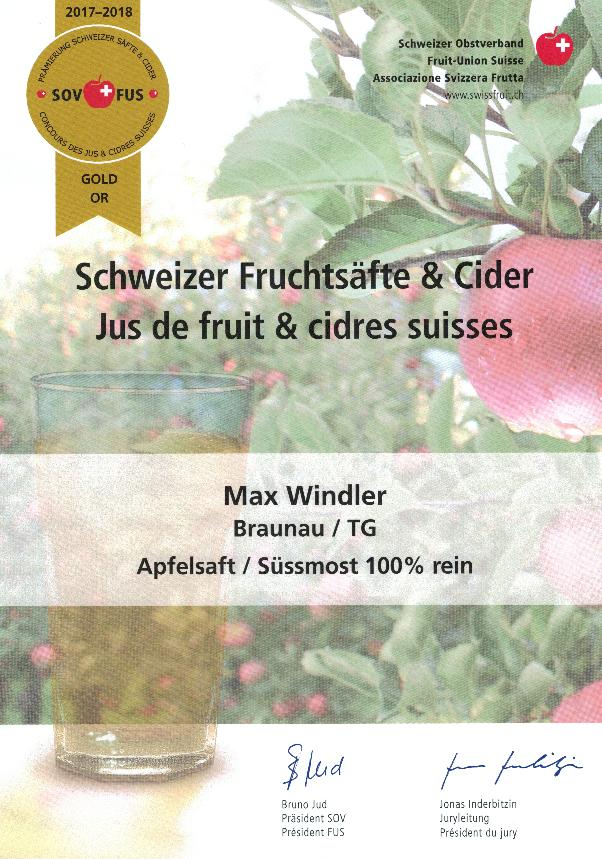 2017–2018
PRÄMIERUNG SCHWEIZER SÄFTE & CIDER
SOV FUS
CONCOURS DES JUS & CIDRES SUISSES
GOLD
OR
Schweizer Obstverband
Fruit-Union Suisse
Associazione Svizzera Frutta
www.swissfruit.ch
Schweizer Fruchtsäfte & Cider
Jus de fruit & cidres suisses
Max Windler
Braunau / TG
Apfelsaft / Süssmost 100% rein
Bruno Jud
Präsident SOV
Président FUS
Jonas Inderbitzin
Juryleitung
Président du jury